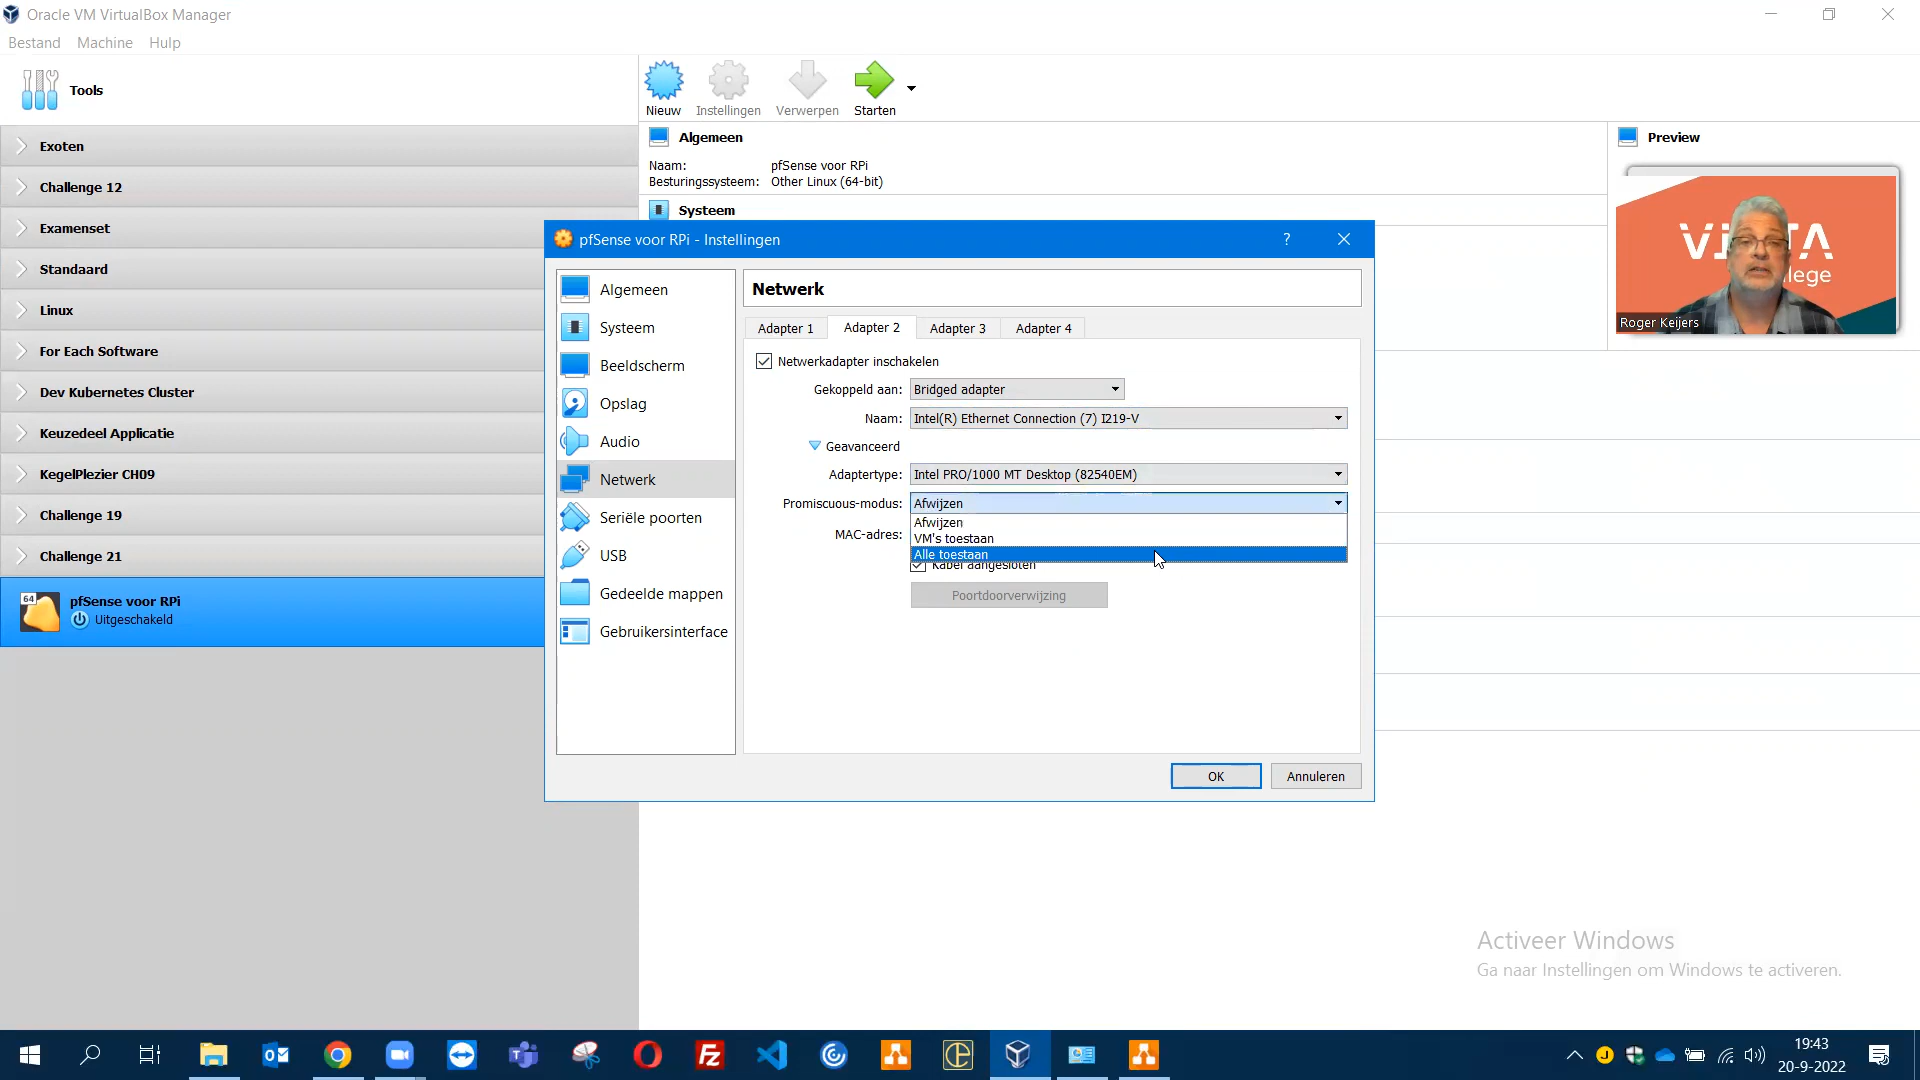 Oracle VM VirtualBox Manager
Bestand Machine Hulp
Tools
Exoten
Challenge 12
Examenset
Standaard
Linux
For Each Software
Dev Kubernetes Cluster
Keuzedeel Applicatie
KegelPlezier CH09
Challenge 19
Challenge 21
64
pfSense voor RPi
Uitgeschakeld
Nieuw Instellingen Verwerpen Starten
Algemeen
Naam: pfSense voor RPi
Besturingssysteem: Other Linux (64-bit)
Systeem
Preview
Roger Keijers
pfSense voor RPi - Instellingen
?
Algemeen
Systeem
Beeldscherm
Opslag
Audio
Netwerk
Seriële poorten
USB
Gedeelde mappen
Gebruikersinterface
Netwerk
Adapter 1 Adapter 2 Adapter 3 Adapter 4
Netwerkadapter inschakelen
Gekoppeld aan: Bridged adapter
Naam: Intel(R) Ethernet Connection (7) I219-V
Geavanceerd
Adaptertype: Intel PRO/1000 MT Desktop (82540EM)
Promiscuous-modus: Afwijzen
Afwijzen
MAC-adres: VM's toestaan
Alle toestaan
Kabel aangesloten
Poortdoorverwijzing
OK Annuleren
Activeer Windows
Ga naar Instellingen om Windows te activeren.
19:43
20-9-2022